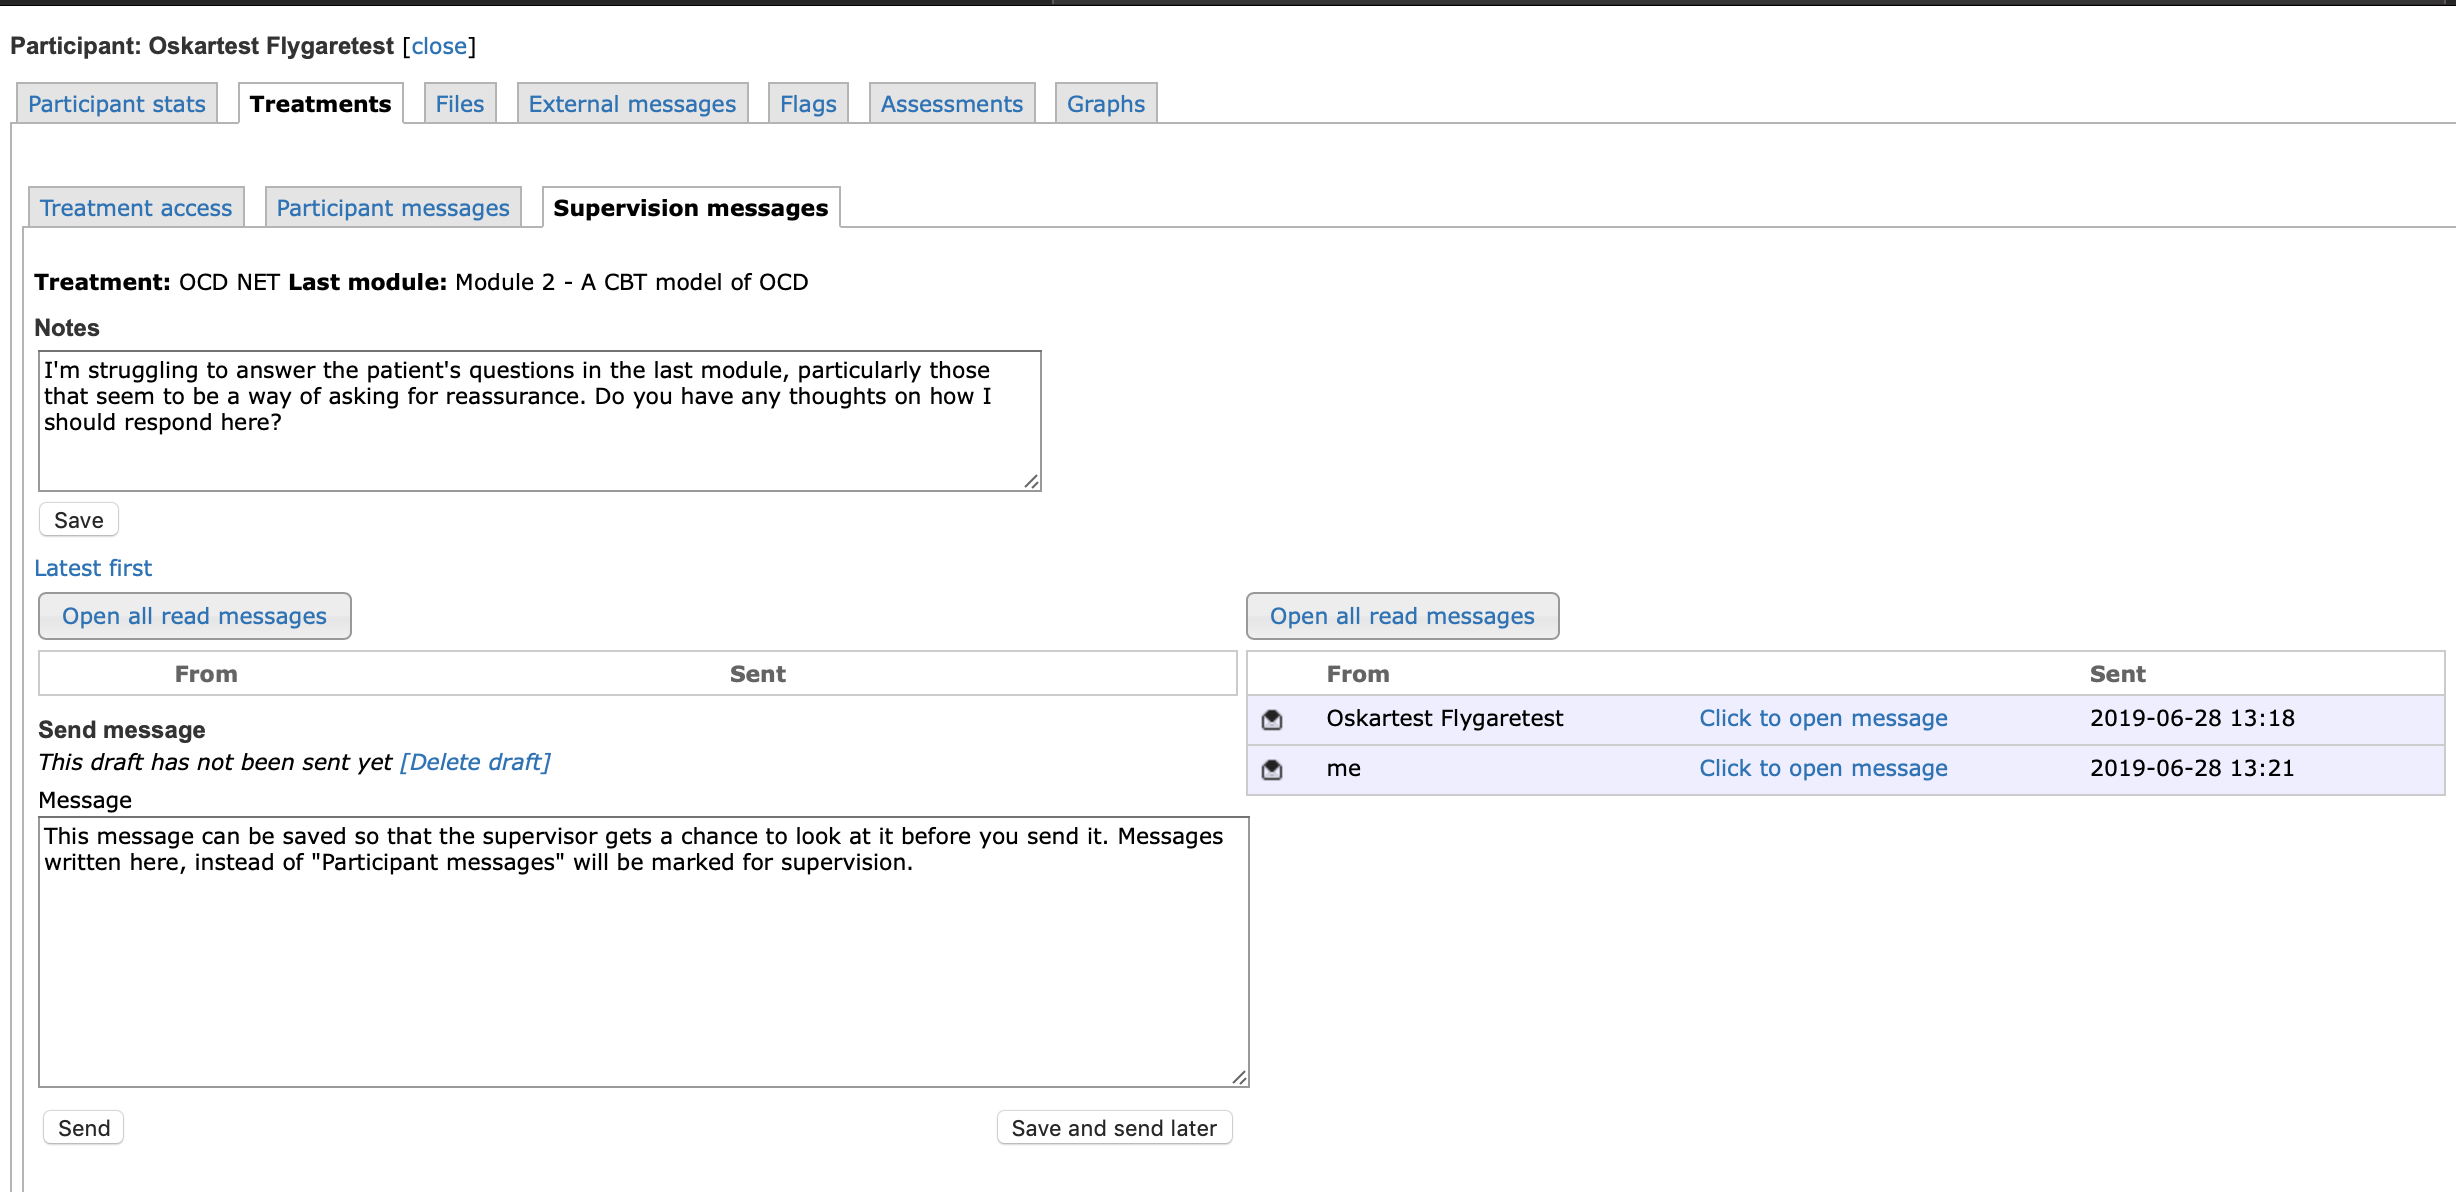 Participant: Oskartest Flygaretest [close]
Participant stats Treatments Files External messages Flags Assessments Graphs
Treatment access Participant messages Supervision messages
Treatment: OCD NET Last module: Module 2 - A CBT model of OCD
Notes
I'm struggling to answer the patient's questions in the last module, particularly those
that seem to be a way of asking for reassurance. Do you have any thoughts on how I
should respond here?
Save
Latest first
Open all read messages
From Sent
Send message
This draft has not been sent yet [Delete draft]
Message
This message can be saved so that the supervisor gets a chance to look at it before you send it. Messages
written here, instead of "Participant messages" will be marked for supervision.
Send Save and send later
Open all read messages
From Sent
Oskartest Flygaretest Click to open message 2019-06-28 13:18
me Click to open message 2019-06-28 13:21